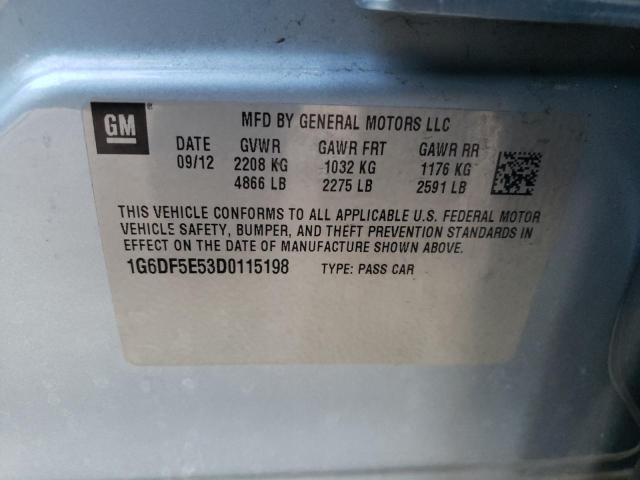 GM
MFD BY GENERAL MOTORS LLC
DATE GVWR GAWR FRT GAWR RR
09/12 2208 KG 1032 KG 1176 KG
4866 LB 2275 LB 2591 LB
THIS VEHICLE CONFORMS TO ALL APPLICABLE U.S. FEDERAL MOTOR
VEHICLE SAFETY, BUMPER, AND THEFT PREVENTION STANDARDS IN
EFFECT ON THE DATE OF MANUFACTURE SHOWN ABOVE.
1G6DF5E53D0115198 TYPE: PASS CAR